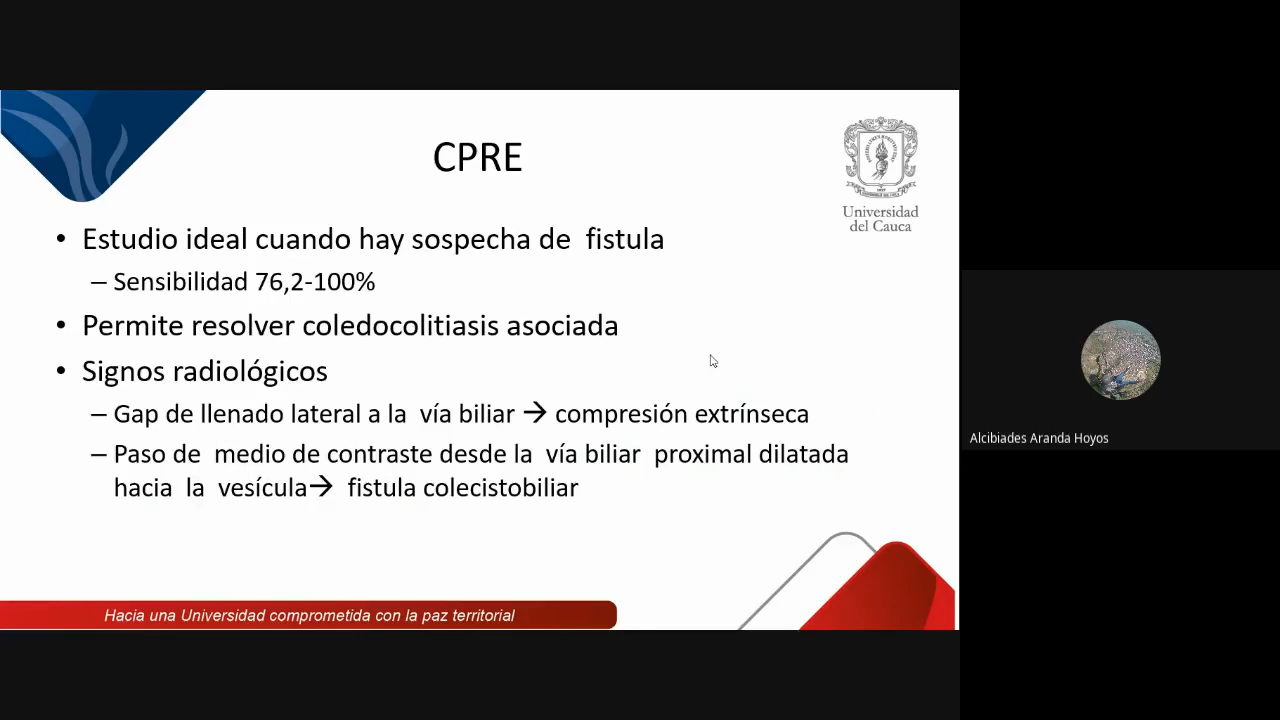 CPRE
Universidad
del Cauca
• Estudio ideal cuando hay sospecha de fistula
– Sensibilidad 76,2-100%
• Permite resolver coledocolitiasis asociada
• Signos radiológicos
– Gap de llenado lateral a la vía biliar → compresión extrínseca
– Paso de medio de contraste desde la vía biliar proximal dilatada
hacia la vesícula→ fistula colecistobiliar
Hacia una Universidad comprometida con la paz territorial
Alcibiades Aranda Hoyos